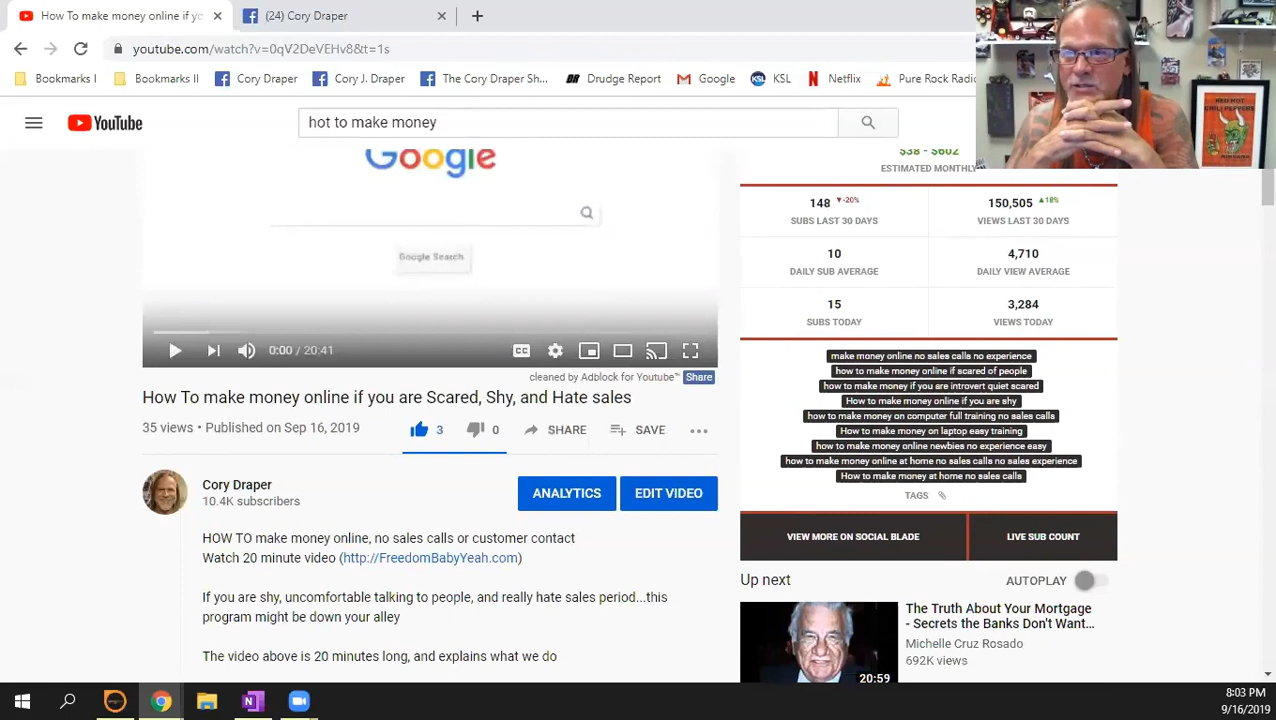 How To make money online if yo
(24) Cory Draper
youtube.com/watch?v=0qV2DeVEHv8&t=1s
Bookmarks I
Bookmarks II
Cory Draper
Cory J. Draper
The Cory Draper Sh...
DR Drudge Report
Google
KSL KSL
Netflix
Pure Rock Radio
YouTube
hot to make money
RED HOT
CHILI PEPPERS
Google
Google Search
0:00 / 20:41
CC
cleaned by Adblock for Youtube™ Share
How To make money online if you are Scared, Shy, and Hate sales
35 views • Published on Sep 16, 2019
3
0
SHARE
SAVE
Cory Draper
10.4K subscribers
ANALYTICS
EDIT VIDEO
HOW TO make money online, no sales calls or customer contact
Watch 20 minute video (http://FreedomBabyYeah.com)
If you are shy, uncomfortable talking to people, and really hate sales period...this
program might be down your alley
The video above is 20 minutes long, and explains what we do
$38 - $602
ESTIMATED MONTHLY
148 ▼-20%
SUBS LAST 30 DAYS
150,505 ▲18%
VIEWS LAST 30 DAYS
10
DAILY SUB AVERAGE
4,710
DAILY VIEW AVERAGE
15
SUBS TODAY
3,284
VIEWS TODAY
make money online no sales calls no experience
how to make money online if scared of people
how to make money if you are introvert quiet scared
How to make money online if you are shy
how to make money on computer full training no sales calls
How to make money on laptop easy training
how to make money online newbies no experience easy
how to make money online at home no sales calls no sales experience
How to make money at home no sales calls
TAGS
VIEW MORE ON SOCIAL BLADE
LIVE SUB COUNT
Up next
AUTOPLAY
The Truth About Your Mortgage
- Secrets the Banks Don't Want...
Michelle Cruz Rosado
692K views
20:59
8:03 PM
9/16/2019